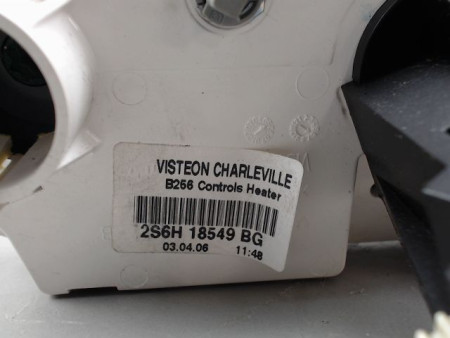 VISTEON CHARLEVILLE
B256 Controls Heater
2S6H 18549 BG
03.04.06 11:48